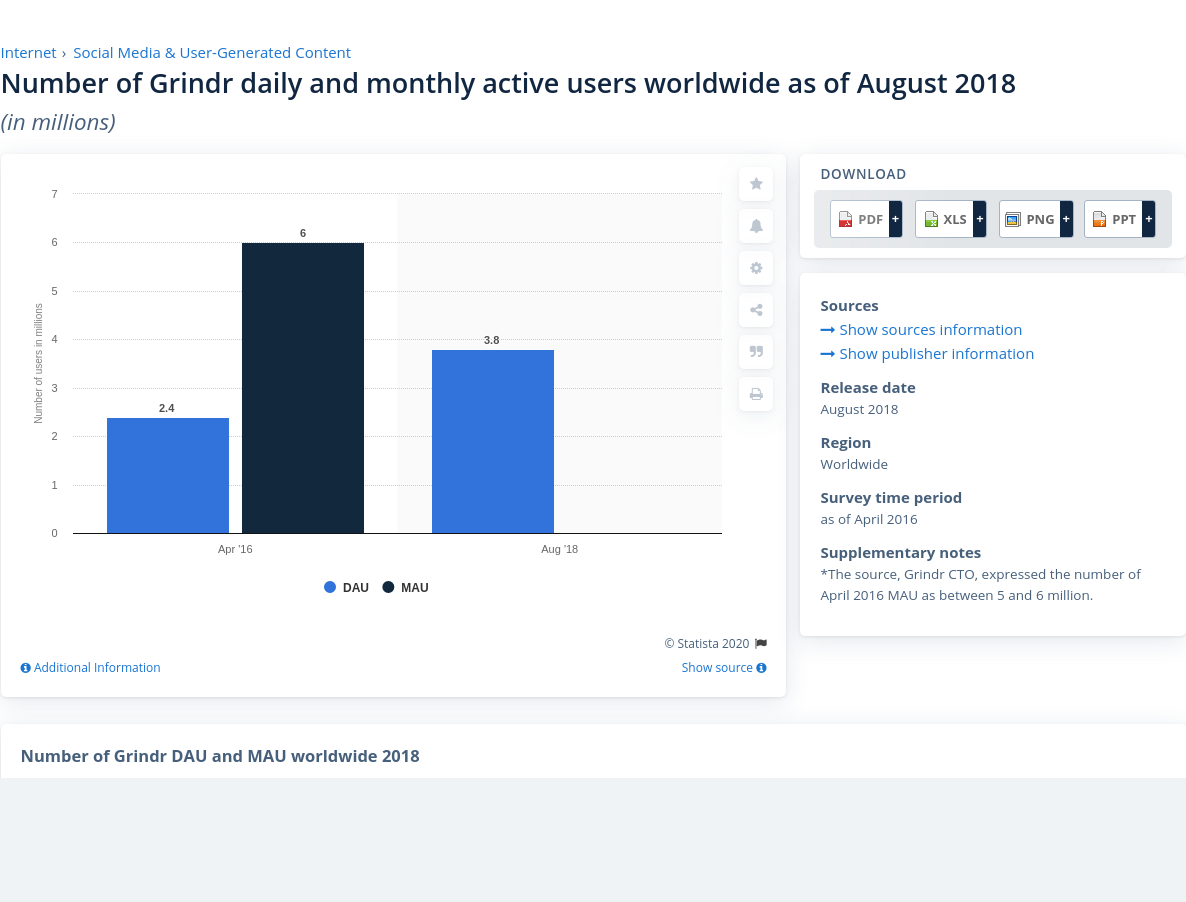 Internet › Social Media & User-Generated Content
Number of Grindr daily and monthly active users worldwide as of August 2018
(in millions)
7
6
5
4
3
2
1
0
Number of users in millions
2.4
6
3.8
Apr '16
Aug '18
DAU
MAU
© Statista 2020
Additional Information
Show source
DOWNLOAD
PDF +
XLS +
PNG +
PPT +
Sources
Show sources information
Show publisher information
Release date
August 2018
Region
Worldwide
Survey time period
as of April 2016
Supplementary notes
*The source, Grindr CTO, expressed the number of
April 2016 MAU as between 5 and 6 million.
Number of Grindr DAU and MAU worldwide 2018